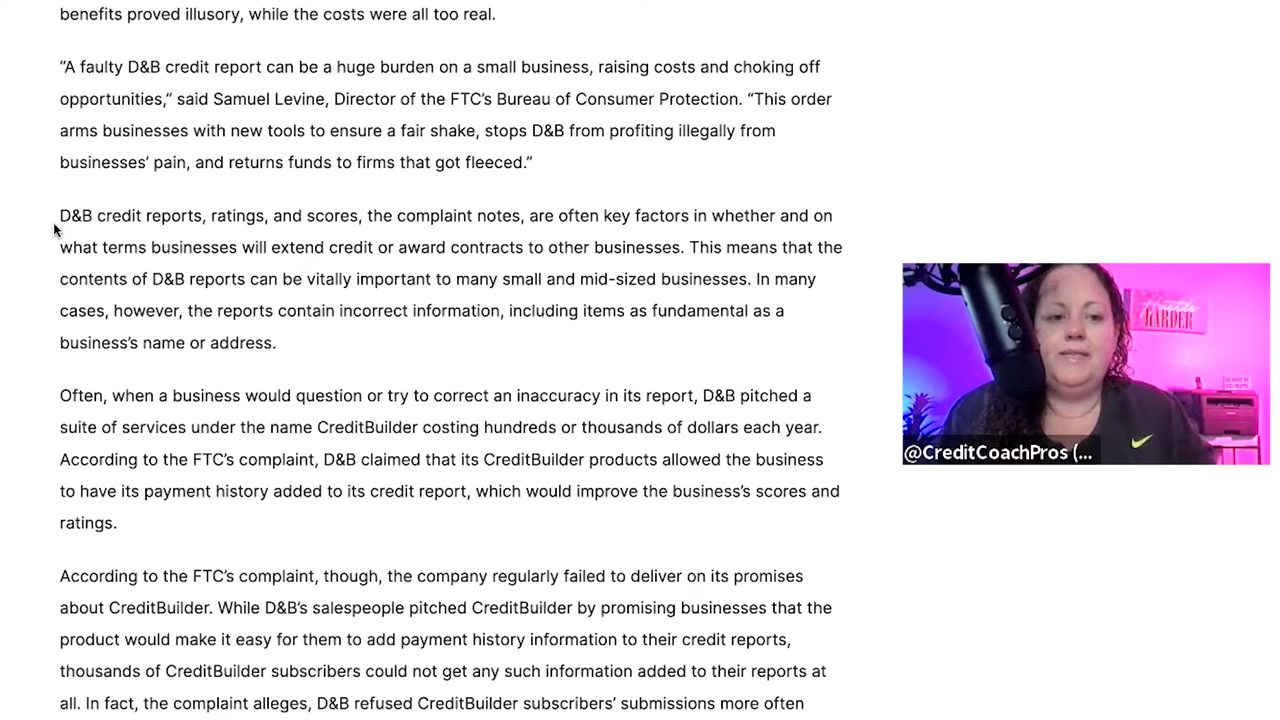 benefits proved illusory, while the costs were all too real.
“A faulty D&B credit report can be a huge burden on a small business, raising costs and choking off
opportunities,” said Samuel Levine, Director of the FTC’s Bureau of Consumer Protection. “This order
arms businesses with new tools to ensure a fair shake, stops D&B from profiting illegally from
businesses’ pain, and returns funds to firms that got fleeced.”
D&B credit reports, ratings, and scores, the complaint notes, are often key factors in whether and on
what terms businesses will extend credit or award contracts to other businesses. This means that the
contents of D&B reports can be vitally important to many small and mid-sized businesses. In many
cases, however, the reports contain incorrect information, including items as fundamental as a
business’s name or address.
Often, when a business would question or try to correct an inaccuracy in its report, D&B pitched a
suite of services under the name CreditBuilder costing hundreds or thousands of dollars each year.
According to the FTC’s complaint, D&B claimed that its CreditBuilder products allowed the business
to have its payment history added to its credit report, which would improve the business’s scores and
ratings.
According to the FTC’s complaint, though, the company regularly failed to deliver on its promises
about CreditBuilder. While D&B’s salespeople pitched CreditBuilder by promising businesses that the
product would make it easy for them to add payment history information to their credit reports,
thousands of CreditBuilder subscribers could not get any such information added to their reports at
all. In fact, the complaint alleges, D&B refused CreditBuilder subscribers’ submissions more often
HARDER
@CreditCoachPros (...